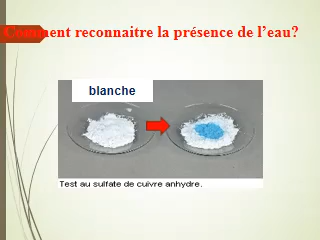 Comment reconnaitre la présence de l'eau?
blanche
Test au sulfate de cuivre anhydre.